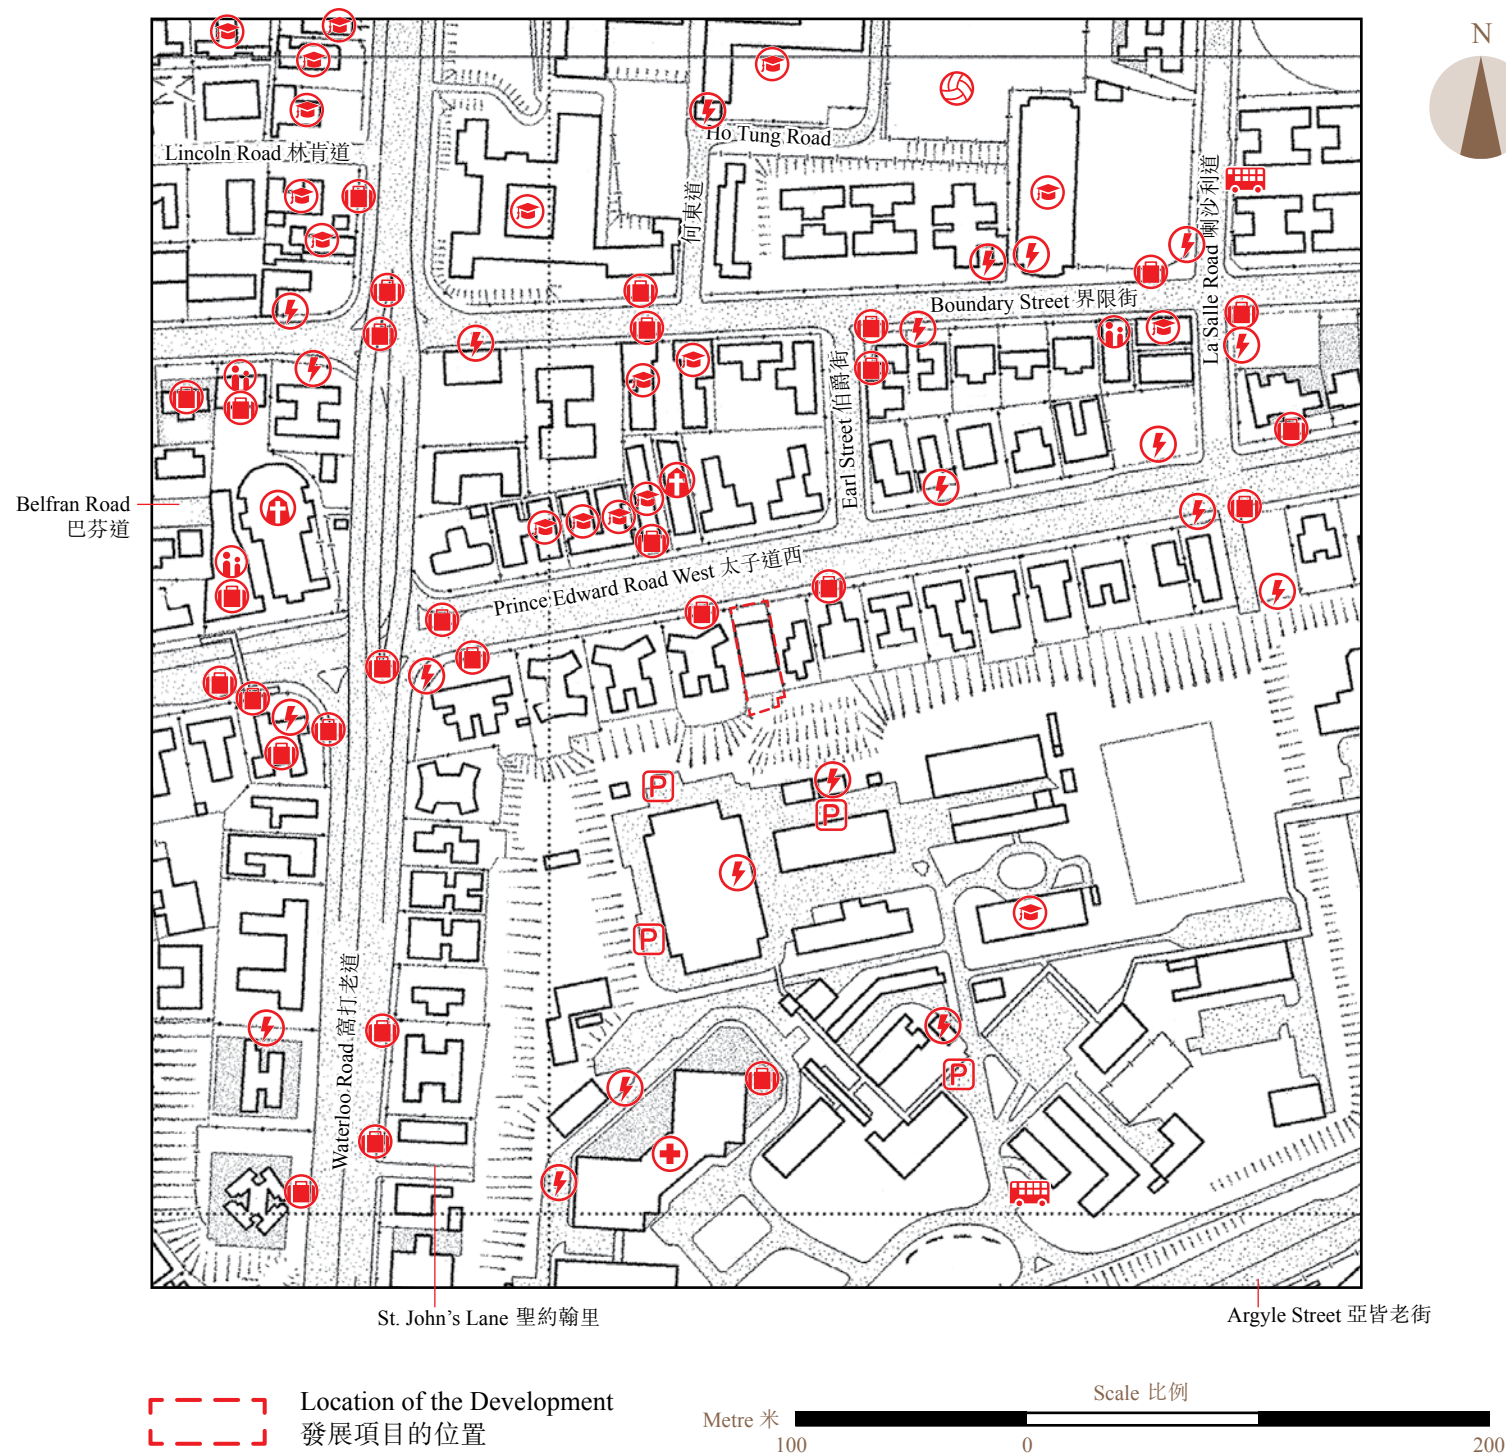 N
Lincoln Road 林肯道
Ho Tung Road
何東道
La Salle Road 喇沙利道
Boundary Street 界限街
Earl Street 伯爵街
Belfran Road
巴芬道
Prince Edward Road West 太子道西
P
P
P
P
Waterloo Road 窩打老道
St. John's Lane 聖約翰里
Argyle Street 亞皆老街
Location of the Development
發展項目的位置
Scale 比例
Metre 米
100 0 200